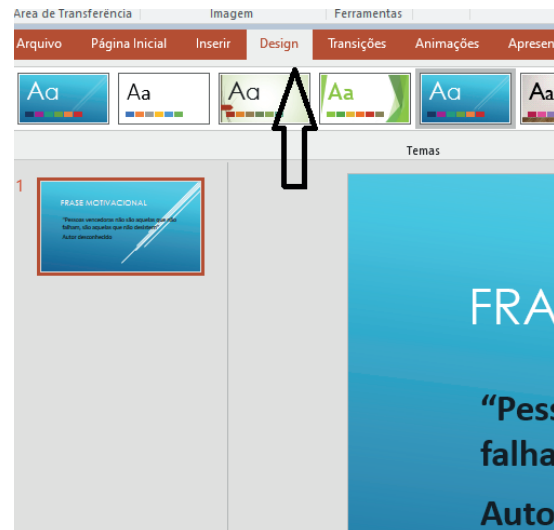 Área de Transferência Imagem Ferramentas
Arquivo Página Inicial Inserir Design Transições Animações Apresen
Aa Aa Aa Aa Aa Aa
Temas
1
FRASE MOTIVACIONAL
"Pessoas vencedoras não são aquelas que não
falham, são aquelas que não desistem"
Autor desconhecido
FRA
“Pess
falha
Auto